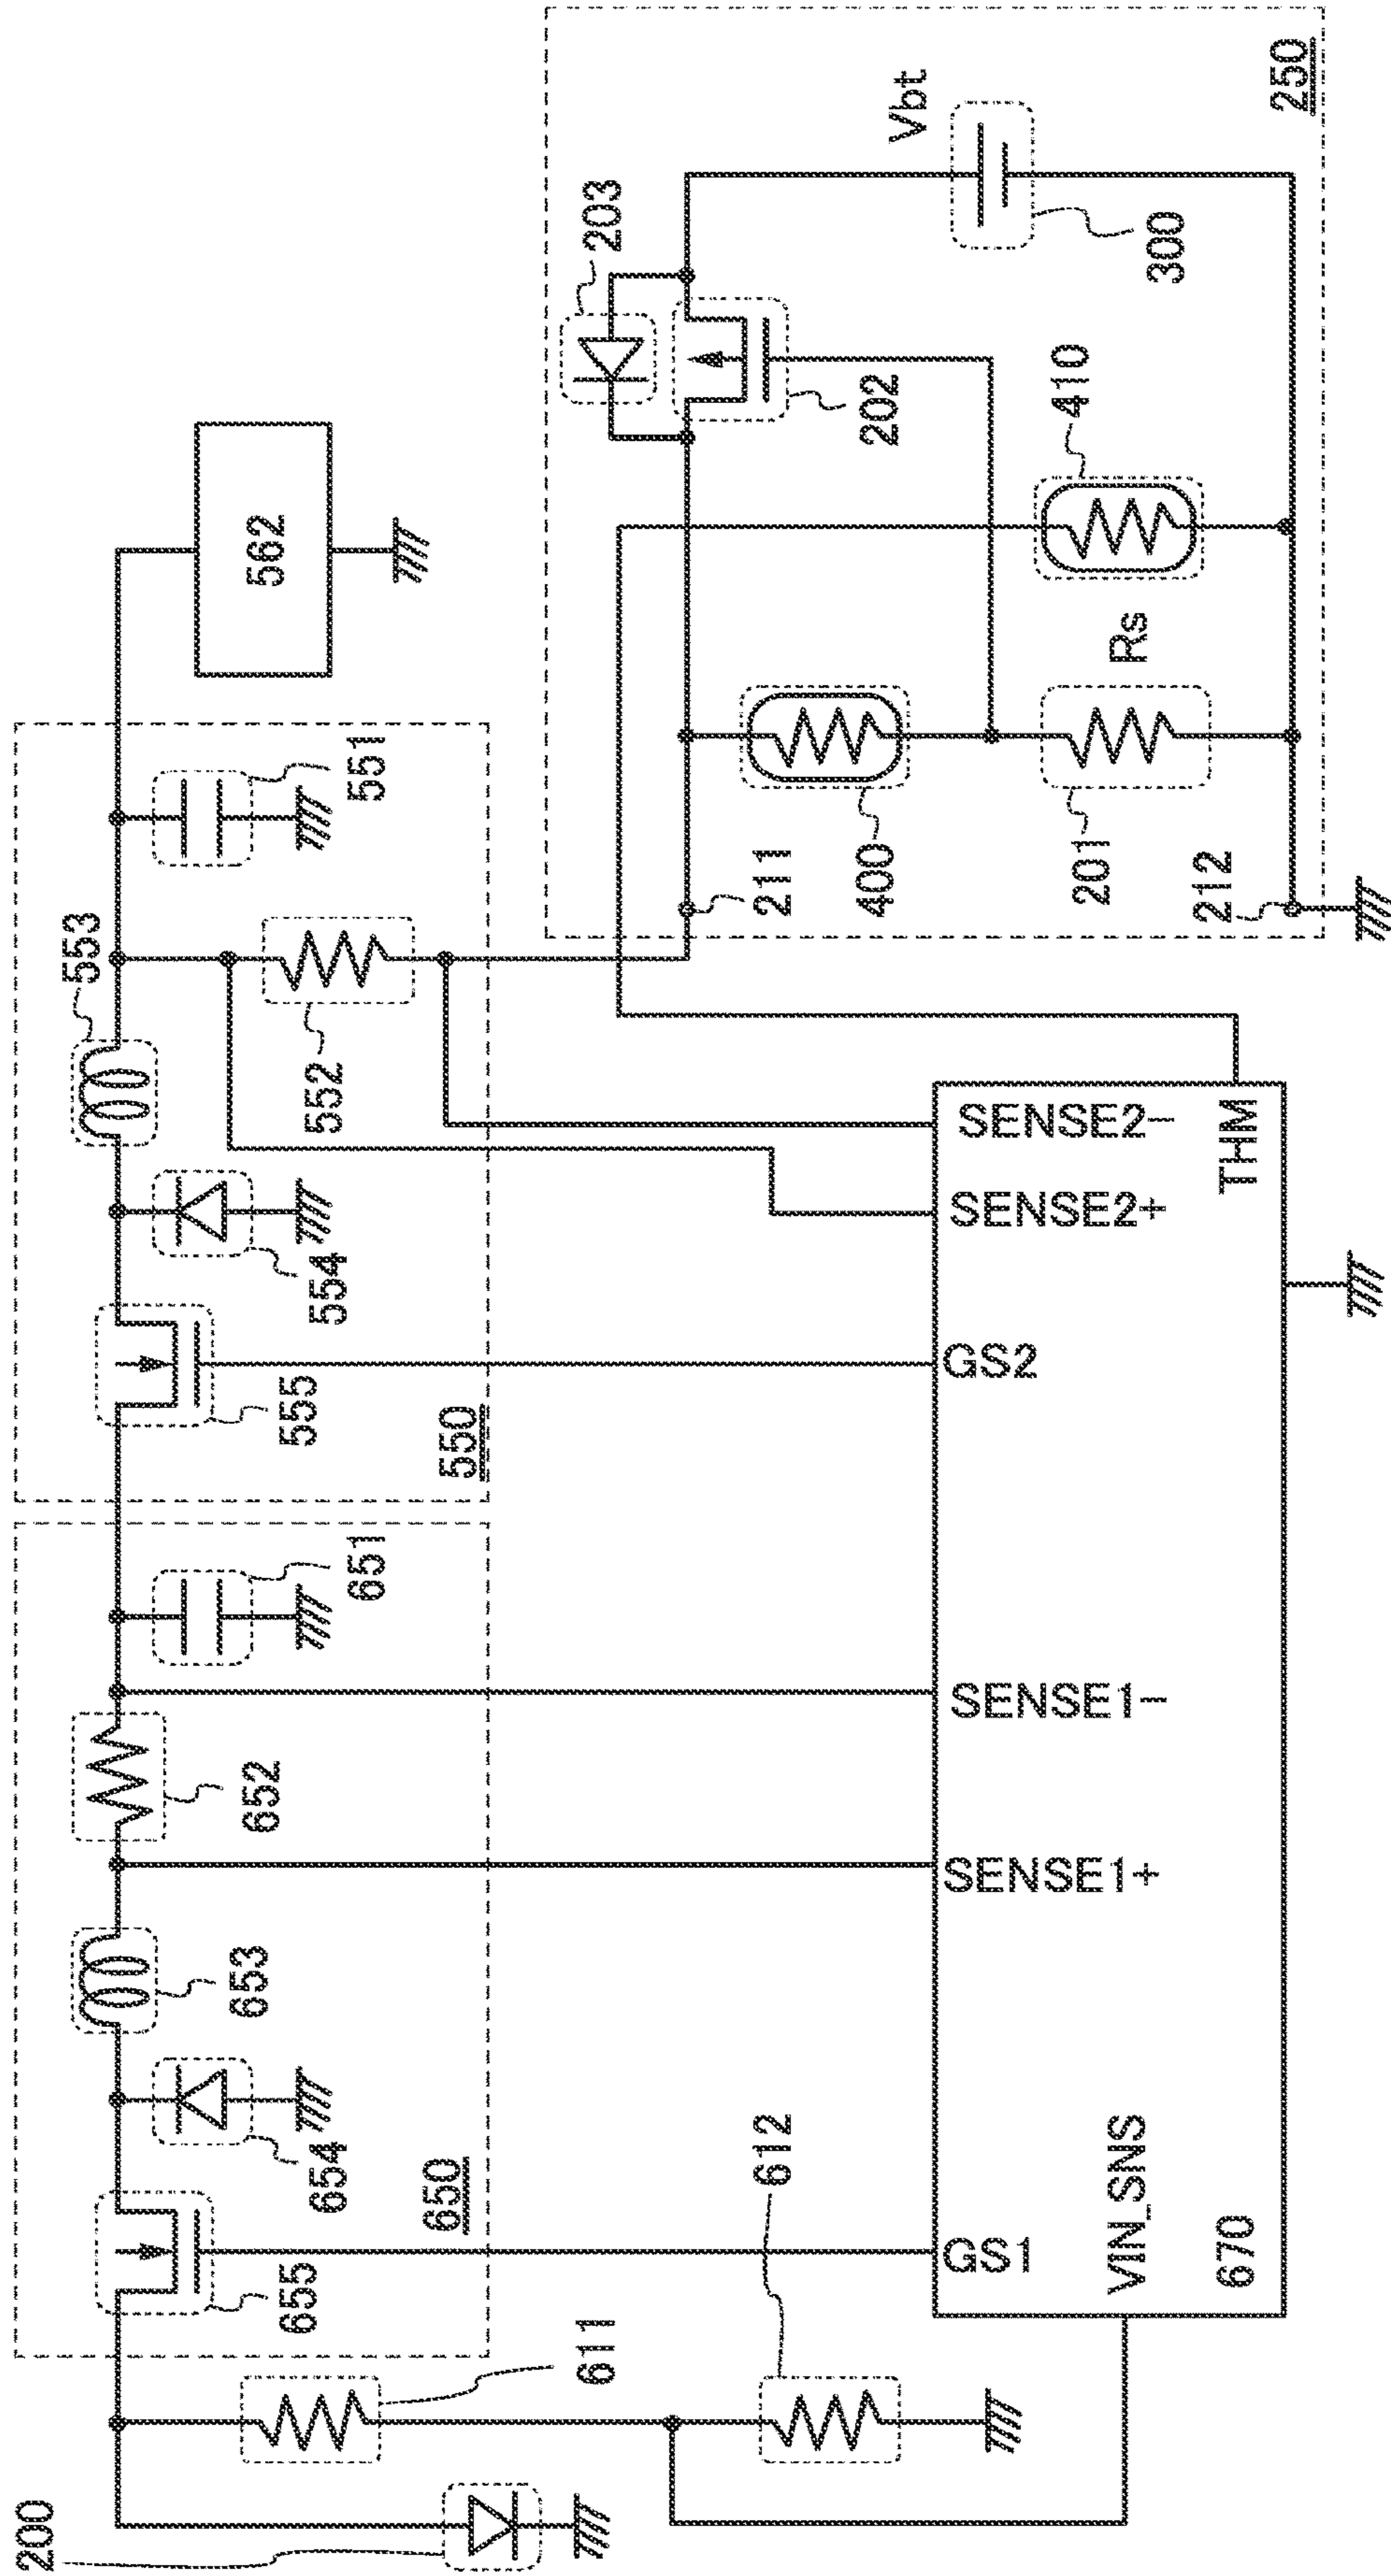 200
611
612
655
654
653
652
651
650
555
554
553
552
551
550
562
GS1
SENSE1+
SENSE1-
GS2
SENSE2+
SENSE2-
VIN_SNS
THM
670
211
212
400
201
Rs
410
202
203
Vbt
300
250